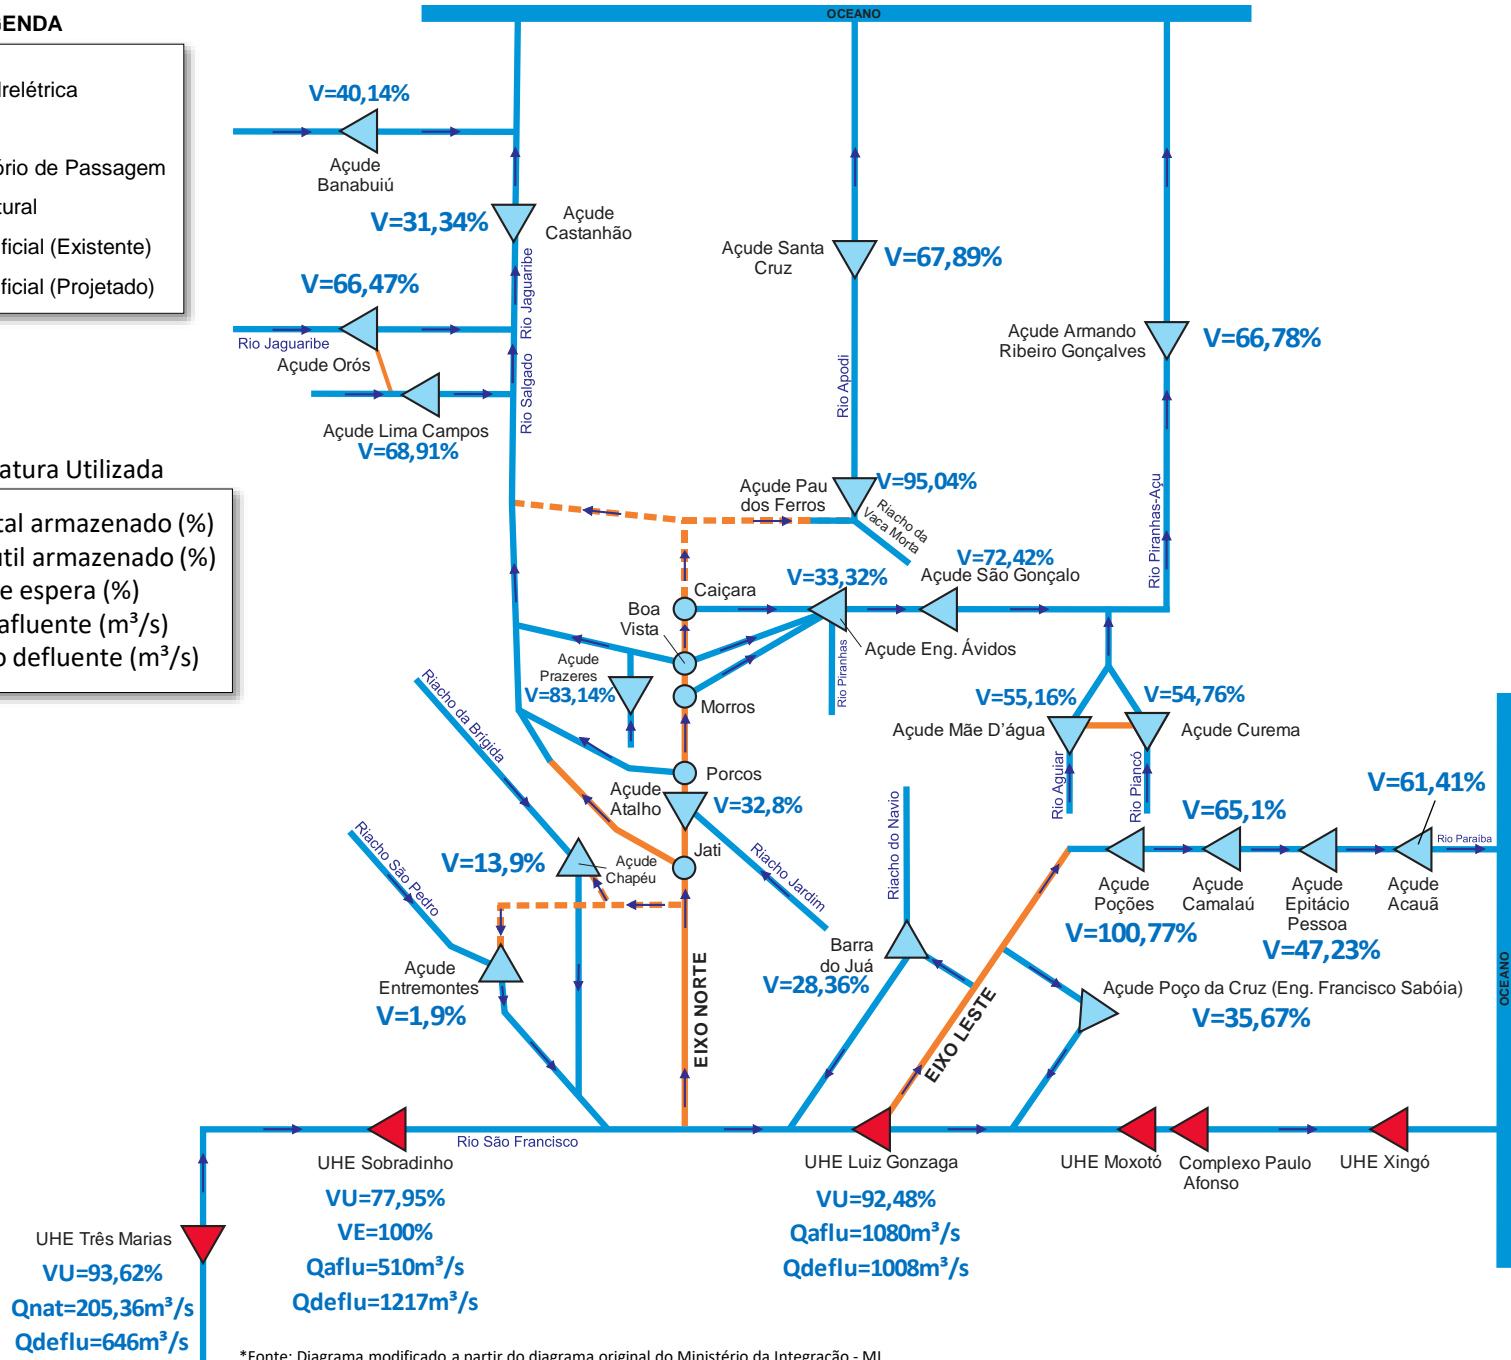 OCEANO
GENDA
drelétrica
ório de Passagem
tural
ificial (Existente)
ificial (Projetado)
V=40,14%
Açude
Banabuiú
V=31,34%
Açude
Castanhão
V=66,47%
Rio Jaguaribe
Açude Orós
Rio Jaguaribe
Rio Salgado
Açude Lima Campos
V=68,91%
Açude Santa
Cruz
V=67,89%
Rio Apodi
Açude Armando
Ribeiro Gonçalves
V=66,78%
Rio Piranhas-Açu
atura Utilizada
tal armazenado (%)
útil armazenado (%)
e espera (%)
afluente (m³/s)
o defluente (m³/s)
Açude Pau
dos Ferros
V=95,04%
Riacho da
Vaca Morta
V=72,42%
Açude São Gonçalo
V=33,32%
Caiçara
Boa
Vista
Açude Eng. Ávidos
Rio Piranhas
Açude
Prazeres
V=83,14%
Morros
Riacho da Brigida
Porcos
Açude
Atalho
V=32,8%
Jati
Riacho Jardim
V=55,16%
Açude Mãe D'água
V=54,76%
Açude Curema
Rio Aguiar
Rio Piancó
V=61,41%
V=65,1%
Rio Paraiba
Açude
Poções
V=100,77%
Açude
Camalaú
Açude
Epitácio
Pessoa
V=47,23%
Açude
Acauã
Riacho São Pedro
V=13,9%
Açude
Chapéu
Riacho do Navio
Açude
Entremontes
V=1,9%
Barra
do Juá
V=28,36%
EIXO NORTE
EIXO LESTE
Açude Poço da Cruz (Eng. Francisco Sabóia)
V=35,67%
OCEANO
Rio São Francisco
UHE Sobradinho
VU=77,95%
VE=100%
Qaflu=510m³/s
Qdeflu=1217m³/s
UHE Luiz Gonzaga
VU=92,48%
Qaflu=1080m³/s
Qdeflu=1008m³/s
UHE Moxotó
Complexo Paulo
Afonso
UHE Xingó
UHE Três Marias
VU=93,62%
Qnat=205,36m³/s
Qdeflu=646m³/s
*Fonte: Diagrama modificado a partir do diagrama original do Ministério da Integração - MI